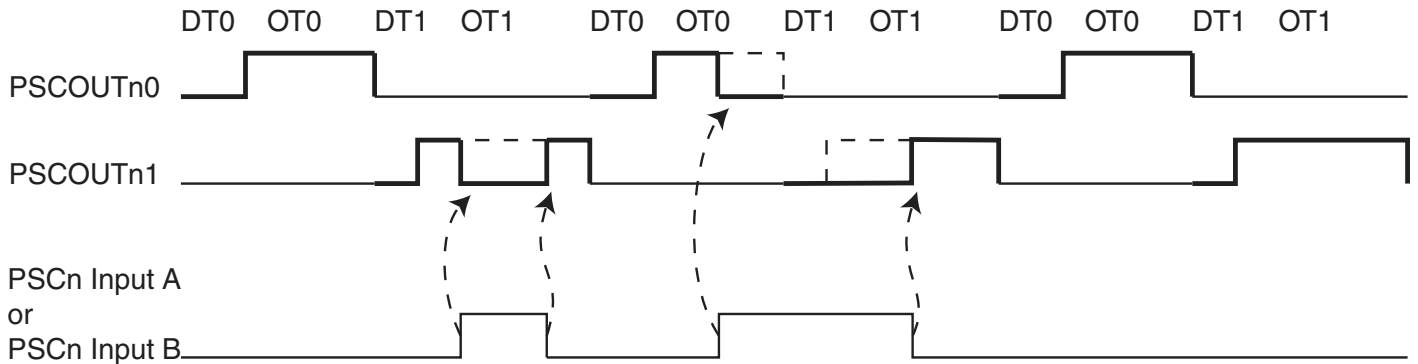 DT0 OT0 DT1 OT1 DT0 OT0 DT1 OT1 DT0 OT0 DT1 OT1
PSCOUTn0
PSCOUTn1
PSCn Input A
or
PSCn Input B